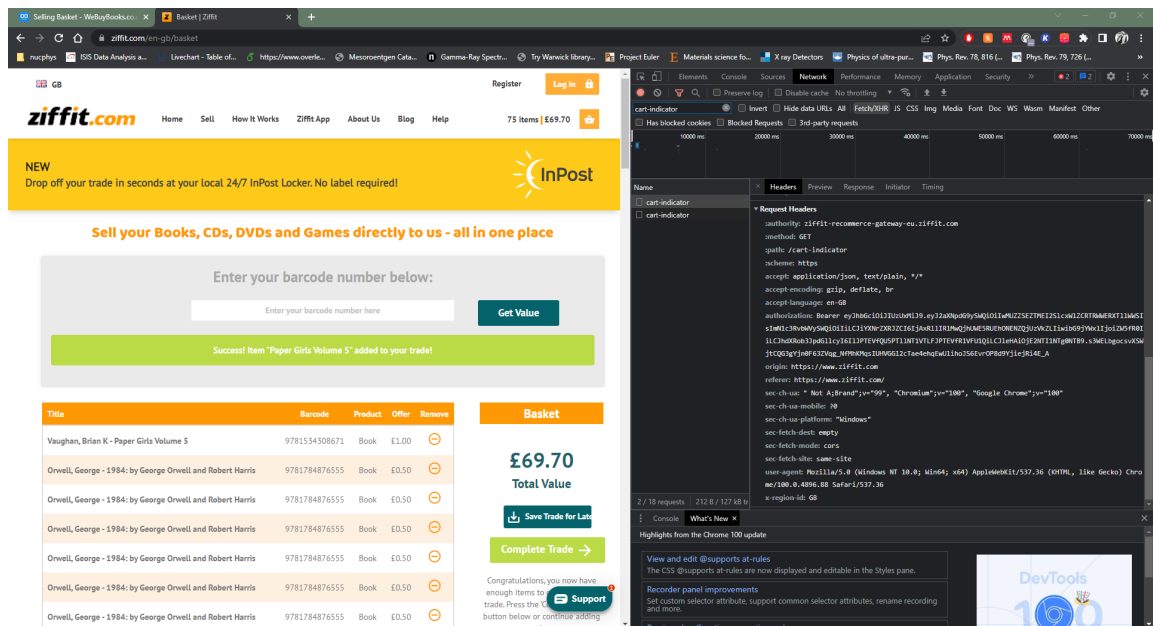 Selling Basket - WeBuyBooks.co.
Basket | Ziffit
ziffit.com/en-gb/basket
nucphys
ISIS Data Analysis a...
Livechart - Table of...
https://www.overle...
Mesoroentgen Cata...
Gamma-Ray Spectr...
Try Warwick library...
Project Euler
Materials science fo...
X ray Detectors
Physics of ultra-pur...
Phys. Rev. 78, 816 (...
Phys. Rev. 79, 726 (...
»
GB
Register
Log in
ziffit.com
Home
Sell
How It Works
Ziffit App
About Us
Blog
Help
75 Items | £69.70
NEW
Drop off your trade in seconds at your local 24/7 InPost Locker. No label required!
InPost
Sell your Books, CDs, DVDs and Games directly to us - all in one place
Enter your barcode number below:
Enter your barcode number here
Get Value
Success! Item "Paper Girls Volume 5" added to your trade!
Title Barcode Product Offer Remove
Vaughan, Brian K - Paper Girls Volume 5 9781534308671 Book £1.00
Orwell, George - 1984: by George Orwell and Robert Harris 9781784876555 Book £0.50
Orwell, George - 1984: by George Orwell and Robert Harris 9781784876555 Book £0.50
Orwell, George - 1984: by George Orwell and Robert Harris 9781784876555 Book £0.50
Orwell, George - 1984: by George Orwell and Robert Harris 9781784876555 Book £0.50
Orwell, George - 1984: by George Orwell and Robert Harris 9781784876555 Book £0.50
Orwell, George - 1984: by George Orwell and Robert Harris 9781784876555 Book £0.50
Basket
£69.70
Total Value
Save Trade for Late
Complete Trade
Congratulations, you now have
enough items to
trade. Press the 'C
button below or continue adding
Support
1
Elements Console Sources Network Performance Memory Application Security » 2 2
Preserve log Disable cache No throttling
cart-indicator Invert Hide data URLs All Fetch/XHR JS CSS Img Media Font Doc WS Wasm Manifest Other
Has blocked cookies Blocked Requests 3rd-party requests
10000 ms 20000 ms 30000 ms 40000 ms 50000 ms 60000 ms 70000 ms
Name
cart-indicator
cart-indicator
Headers Preview Response Initiator Timing
Request Headers
:authority: ziffit-recommerce-gateway-eu.ziffit.com
:method: GET
:path: /cart-indicator
:scheme: https
accept: application/json, text/plain, */*
accept-encoding: gzip, deflate, br
accept-language: en-GB
authorization: Bearer
origin: https://www.ziffit.com
referer: https://www.ziffit.com/
sec-ch-ua: " Not A;Brand";v="99", "Chromium";v="100", "Google Chrome";v="100"
sec-ch-ua-mobile: ?0
sec-ch-ua-platform: "Windows"
sec-fetch-dest: empty
sec-fetch-mode: cors
sec-fetch-site: same-site
user-agent: Mozilla/5.0 (Windows NT 10.0; Win64; x64) AppleWebKit/537.36 (KHTML, like Gecko) Chro
me/100.0.4896.88 Safari/537.36
x-region-id: GB
2 / 18 requests 212 B / 127 kB tr
Console What's New
Highlights from the Chrome 100 update
View and edit @supports at-rules
The CSS @supports at-rules are now displayed and editable in the Styles pane.
Recorder panel improvements
Set custom selector attribute, support common selector attributes, rename recording
and more.
DevTools
100